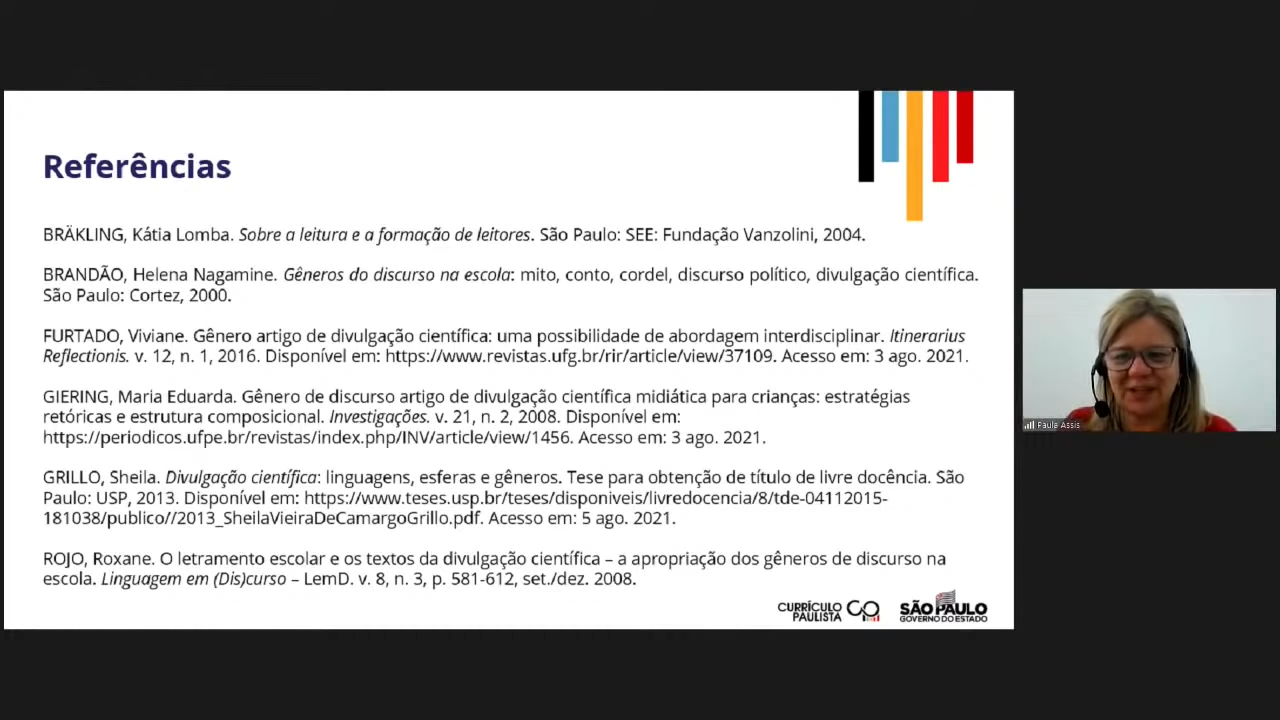 Referências
BRÄKLING, Kátia Lomba. Sobre a leitura e a formação de leitores. São Paulo: SEE: Fundação Vanzolini, 2004.
BRANDÃO, Helena Nagamine. Gêneros do discurso na escola: mito, conto, cordel, discurso político, divulgação científica.
São Paulo: Cortez, 2000.
FURTADO, Viviane. Gênero artigo de divulgação científica: uma possibilidade de abordagem interdisciplinar. Itinerarius
Reflectionis. v. 12, n. 1, 2016. Disponível em: https://www.revistas.ufg.br/rir/article/view/37109. Acesso em: 3 ago. 2021.
GIERING, Maria Eduarda. Gênero de discurso artigo de divulgação científica midiática para crianças: estratégias
retóricas e estrutura composicional. Investigações. v. 21, n. 2, 2008. Disponível em:
https://periodicos.ufpe.br/revistas/index.php/INV/article/view/1456. Acesso em: 3 ago. 2021.
GRILLO, Sheila. Divulgação científica: linguagens, esferas e gêneros. Tese para obtenção de título de livre docência. São
Paulo: USP, 2013. Disponível em: https://www.teses.usp.br/teses/disponiveis/livredocencia/8/tde-04112015-
181038/publico//2013_SheilaVieiraDeCamargoGrillo.pdf. Acesso em: 5 ago. 2021.
ROJO, Roxane. O letramento escolar e os textos da divulgação científica – a apropriação dos gêneros de discurso na
escola. Linguagem em (Dis)curso – LemD. v. 8, n. 3, p. 581-612, set./dez. 2008.
CURRÍCULO
PAULISTA
SÃO PAULO
GOVERNO DO ESTADO
Paula Assis